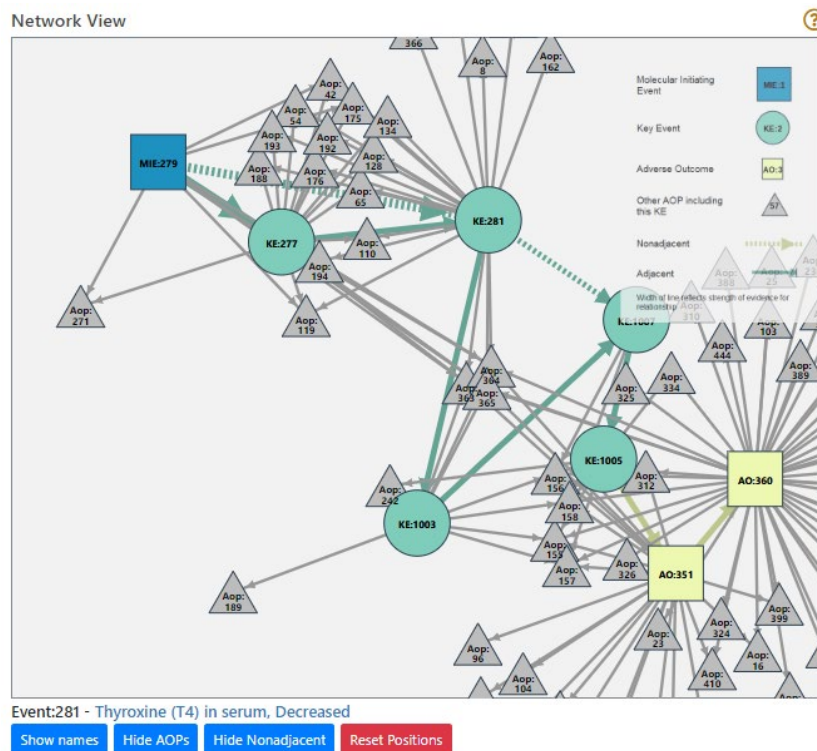 Network View
?
366
Aop:
8
Aop:
162
Aop:
42
Aop:
54
Aop:
175
Aop:
134
Aop:
193
Aop:
192
Aop:
128
Aop:
188
Aop:
176
Aop:
65
MIE:279
KE:277
KE:281
Aop:
110
Aop:
194
Aop:
271
Aop:
119
Molecular Initiating
Event
Key Event
KE:2
Adverse Outcome
AO:3
Other AOP including
this KE
57
Nonadjacent
Adjacent
Width of line reflects strength of evidence for
relationship
Aop:
388
Aop:
25
310
KE:1007
Aop:
103
Aop:
444
Aop:
389
Aop:
364
Aop:
363
Aop:
365
Aop:
325
Aop:
334
KE:1005
Aop:
312
AO:360
Aop:
242
KE:1003
Aop:
156
Aop:
158
Aop:
155
Aop:
157
Aop:
326
AO:351
Aop:
189
Aop:
399
Aop:
324
Aop:
23
Aop:
16
Aop:
96
Aop:
104
Aop:
410
Event:281 - Thyroxine (T4) in serum, Decreased
Show names
Hide AOPs
Hide Nonadjacent
Reset Positions